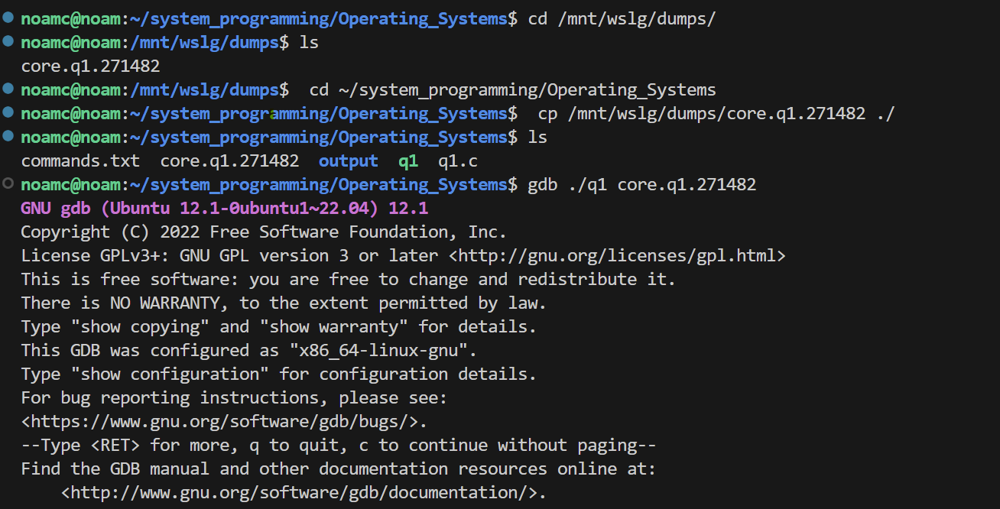 noamc@noam:~/system_programming/Operating_Systems$ cd /mnt/wslg/dumps/
noamc@noam:/mnt/wslg/dumps$ ls
core.q1.271482
noamc@noam:/mnt/wslg/dumps$  cd ~/system_programming/Operating_Systems
noamc@noam:~/system_programming/Operating_Systems$  cp /mnt/wslg/dumps/core.q1.271482 ./
noamc@noam:~/system_programming/Operating_Systems$ ls
commands.txt  core.q1.271482  output  q1  q1.c
noamc@noam:~/system_programming/Operating_Systems$ gdb ./q1 core.q1.271482
GNU gdb (Ubuntu 12.1-0ubuntu1~22.04) 12.1
Copyright (C) 2022 Free Software Foundation, Inc.
License GPLv3+: GNU GPL version 3 or later <http://gnu.org/licenses/gpl.html>
This is free software: you are free to change and redistribute it.
There is NO WARRANTY, to the extent permitted by law.
Type "show copying" and "show warranty" for details.
This GDB was configured as "x86_64-linux-gnu".
Type "show configuration" for configuration details.
For bug reporting instructions, please see:
<https://www.gnu.org/software/gdb/bugs/>.
--Type <RET> for more, q to quit, c to continue without paging--
Find the GDB manual and other documentation resources online at:
    <http://www.gnu.org/software/gdb/documentation/>.